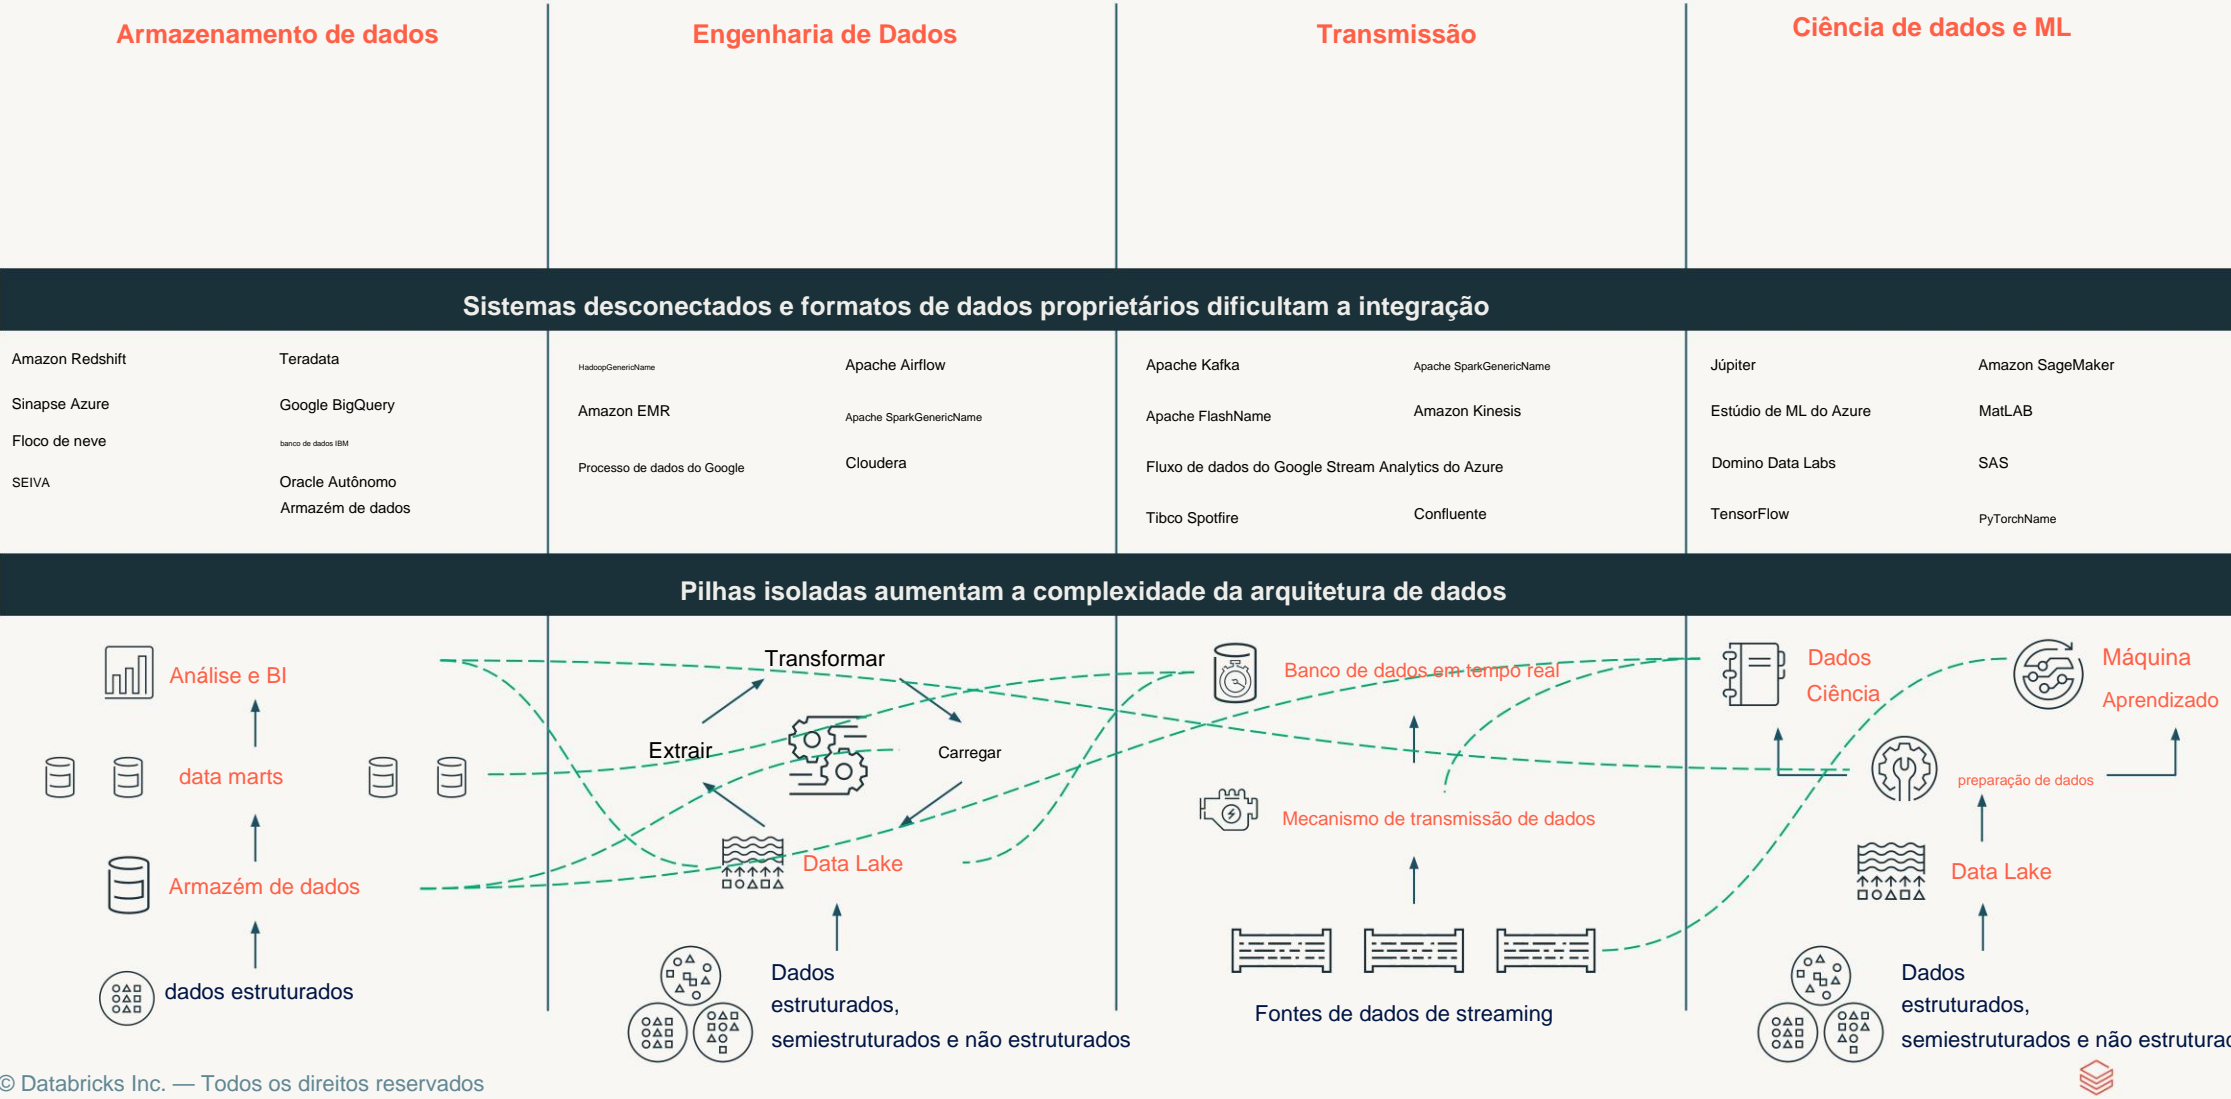 Armazenamento de dados
Engenharia de Dados
Transmissão
Ciência de dados e ML
Sistemas desconectados e formatos de dados proprietários dificultam a integração
Amazon Redshift
Teradata
Sinapse Azure
Google BigQuery
Floco de neve
banco de dados IBM
SEIVA
Oracle Autônomo
Armazém de dados
HadoopGenericName
Apache Airflow
Amazon EMR
Apache SparkGenericName
Processo de dados do Google
Cloudera
Apache Kafka
Apache SparkGenericName
Apache FlashName
Amazon Kinesis
Fluxo de dados do Google Stream Analytics do Azure
Tibco Spotfire
Confluente
Júpiter
Amazon SageMaker
Estúdio de ML do Azure
MatLAB
Domino Data Labs
SAS
TensorFlow
PyTorchName
Pilhas isoladas aumentam a complexidade da arquitetura de dados
Análise e BI
data marts
Armazém de dados
dados estruturados
Transformar
Extrair
Carregar
Data Lake
Dados
estruturados,
semiestruturados e não estruturados
Banco de dados em tempo real
Mecanismo de transmissão de dados
Fontes de dados de streaming
Dados
Ciência
Máquina
Aprendizado
preparação de dados
Data Lake
Dados
estruturados,
semiestruturados e não estruturad
© Databricks Inc. — Todos os direitos reservados